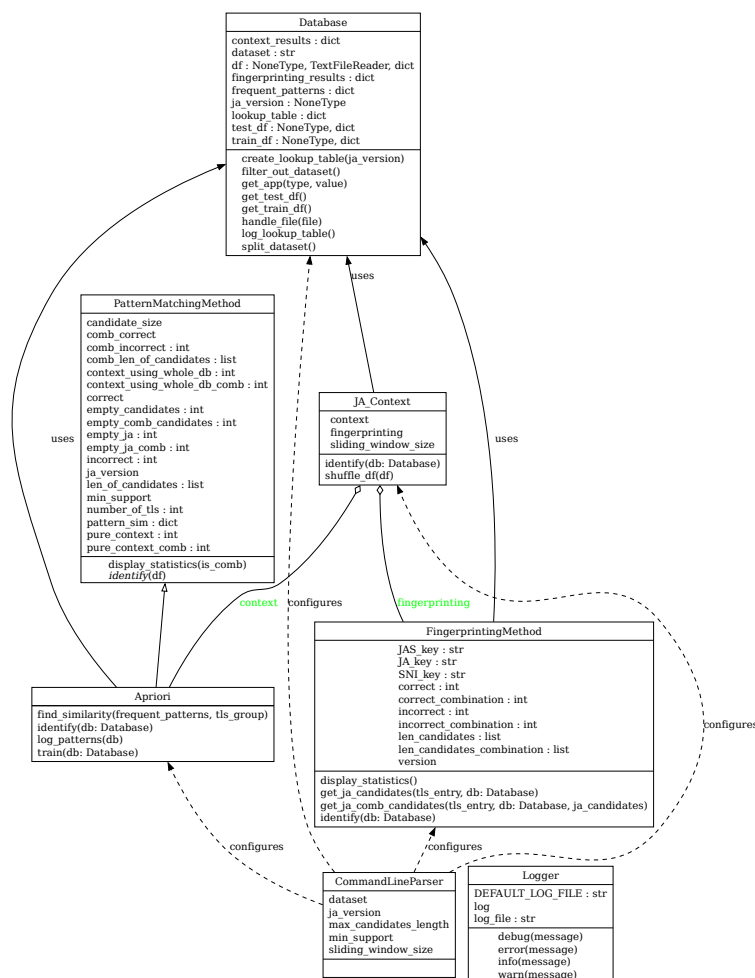 Database
context_results : dict
dataset : str
df : NoneType, TextFileReader, dict
fingerprinting_results : dict
frequent_patterns : dict
ja_version : NoneType
lookup_table : dict
test_df : NoneType, dict
train_df : NoneType, dict
create_lookup_table(ja_version)
filter_out_dataset()
get_app(type, value)
get_test_df()
get_train_df()
handle_file(file)
log_lookup_table()
split_dataset()
uses
PatternMatchingMethod
candidate_size
comb_correct
comb_incorrect : int
comb_len_of_candidates : list
context_using_whole_db : int
context_using_whole_db_comb : int
correct
empty_candidates : int
empty_comb_candidates : int
empty_ja : int
empty_ja_comb : int
incorrect : int
ja_version
len_of_candidates : list
min_support
number_of_tls : int
pattern_sim : dict
pure_context : int
pure_context_comb : int
display_statistics(is_comb)
identify(df)
JA_Context
context
fingerprinting
sliding_window_size
identify(db: Database)
shuffle_df(df)
uses
uses
context
configures
fingerprinting
FingerprintingMethod
JAS_key : str
JA_key : str
SNI_key : str
correct : int
correct_combination : int
incorrect : int
incorrect_combination : int
len_candidates : list
len_candidates_combination : list
version
display_statistics()
get_ja_candidates(tls_entry, db: Database)
get_ja_comb_candidates(tls_entry, db: Database, ja_candidates)
identify(db: Database)
Apriori
find_similarity(frequent_patterns, tls_group)
identify(db: Database)
log_patterns(db)
train(db: Database)
configures
configures
configures
CommandLineParser
dataset
ja_version
max_candidates_length
min_support
sliding_window_size
Logger
DEFAULT_LOG_FILE : str
log
log_file : str
debug(message)
error(message)
info(message)
warn(message)